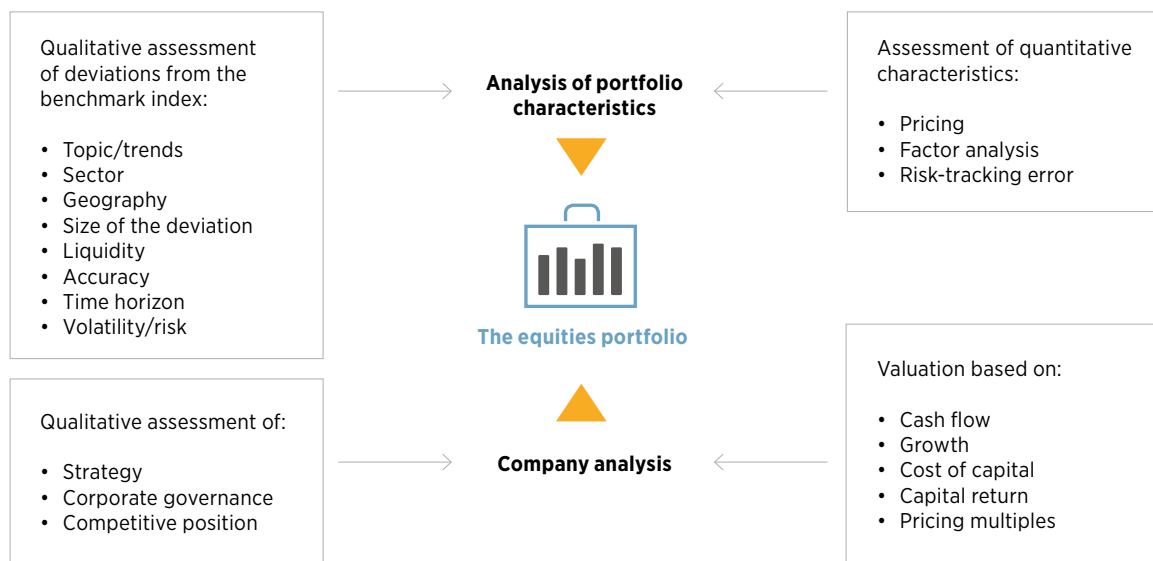 Qualitative assessment
of deviations from the
benchmark index:
• Topic/trends
• Sector
• Geography
• Size of the deviation
• Liquidity
• Accuracy
• Time horizon
• Volatility/risk
Analysis of portfolio
characteristics
Assessment of quantitative
characteristics:
• Pricing
• Factor analysis
• Risk-tracking error
The equities portfolio
Qualitative assessment of:
• Strategy
• Corporate governance
• Competitive position
Company analysis
Valuation based on:
• Cash flow
• Growth
• Cost of capital
• Capital return
• Pricing multiples